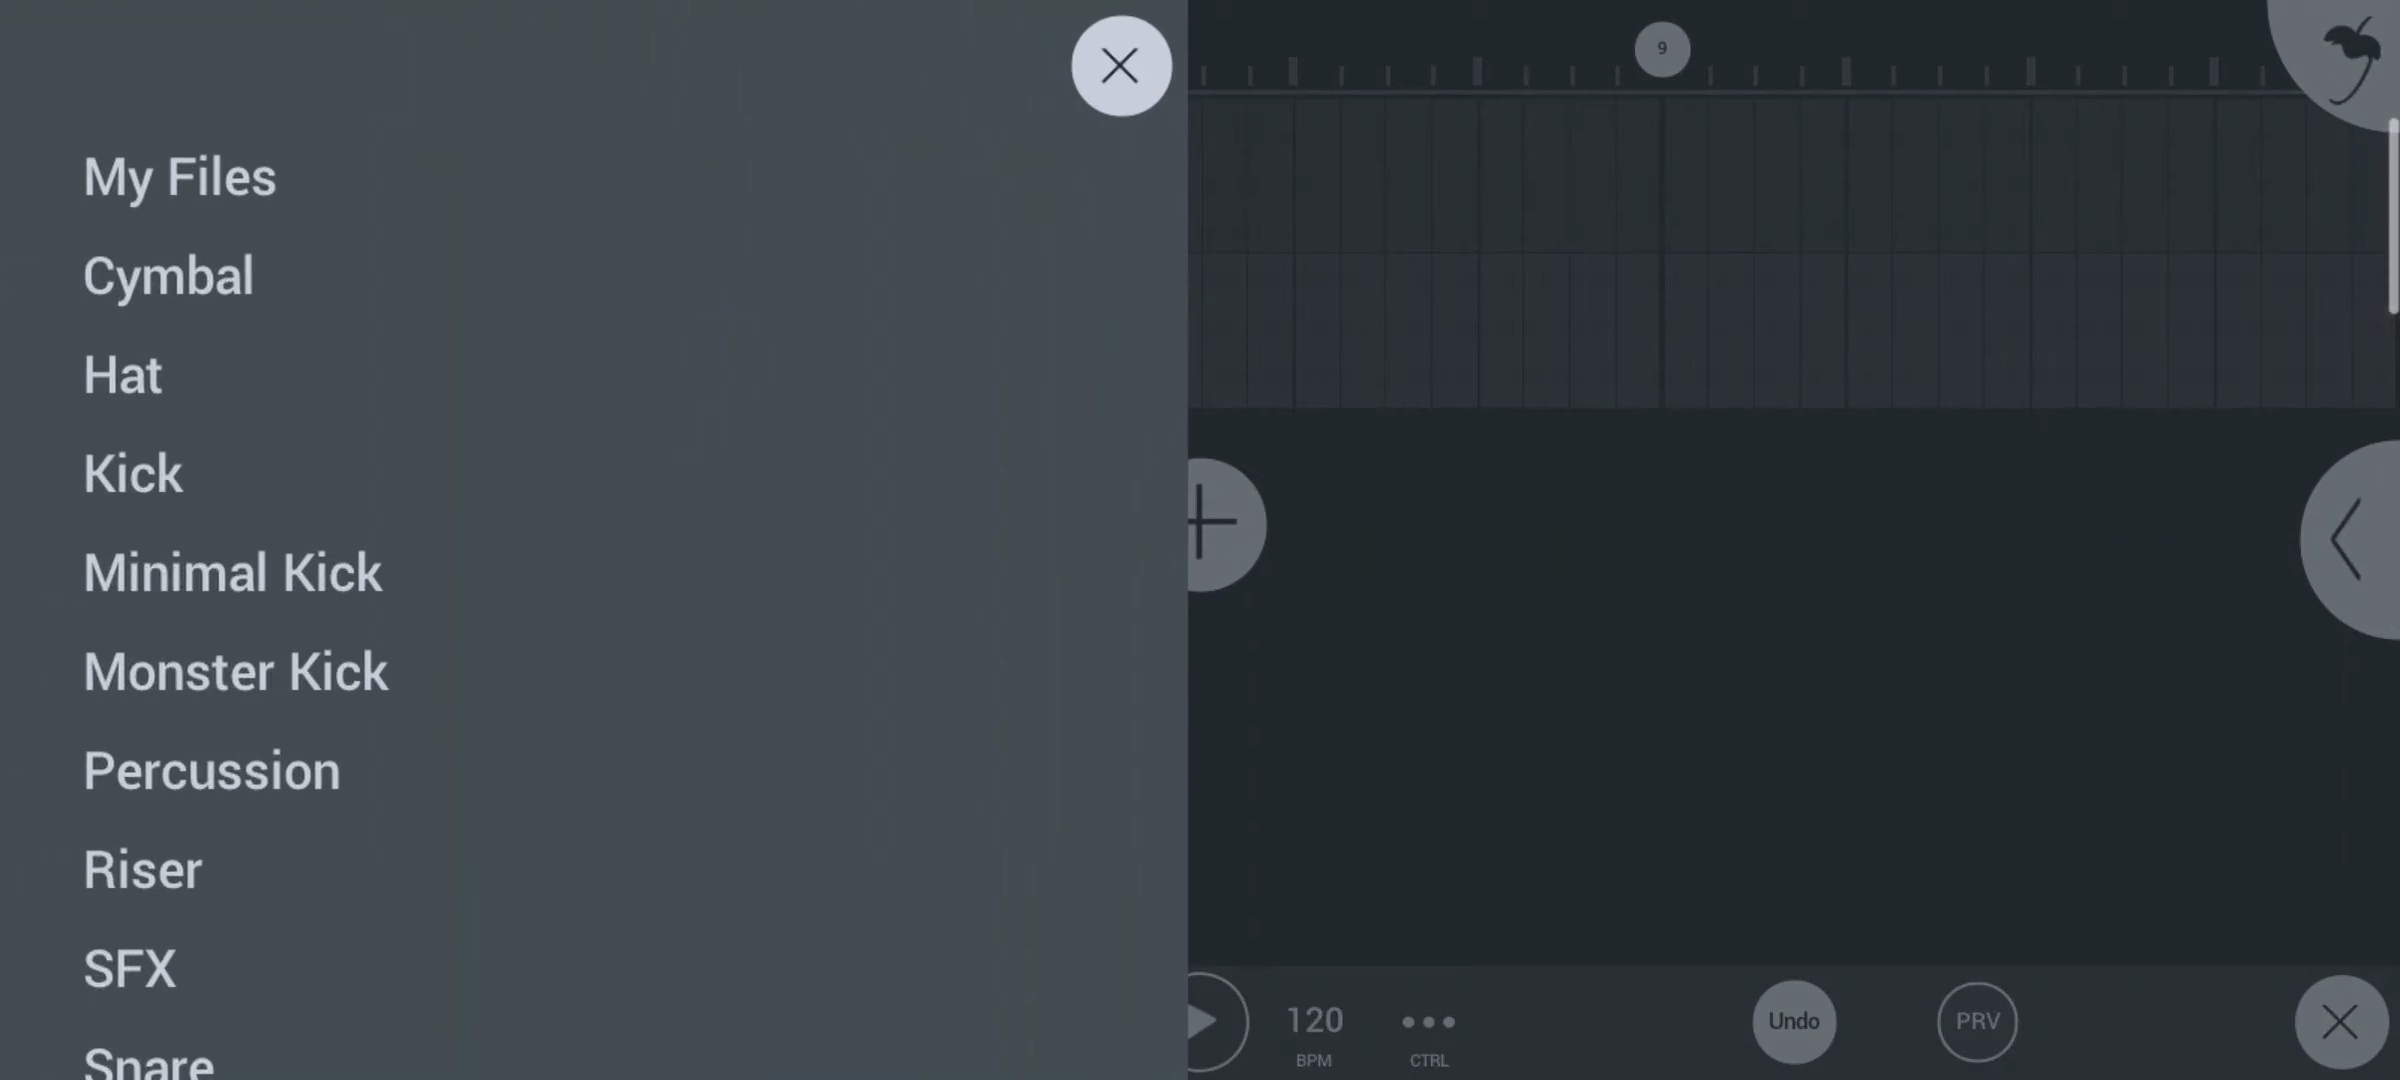 My Files
Cymbal
Hat
Kick
Minimal Kick
Monster Kick
Percussion
Riser
SFX
Snare
9
120
BPM
CTRL
Undo
PRV